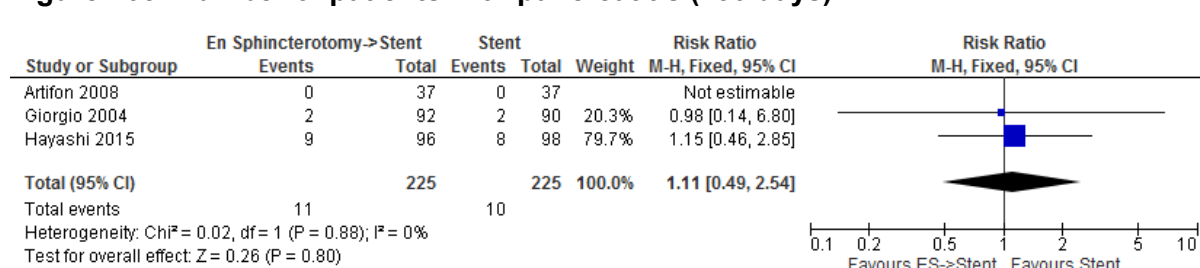 En Sphincterotomy->Stent Stent Risk Ratio Risk Ratio
Study or Subgroup Events Total Events Total Weight M-H, Fixed, 95% CI M-H, Fixed, 95% CI
Artifon 2008 0 37 0 37 Not estimable
Giorgio 2004 2 92 2 90 20.3% 0.98 [0.14, 6.80]
Hayashi 2015 9 96 8 98 79.7% 1.15 [0.46, 2.85]
Total (95% CI) 225 225 100.0% 1.11 [0.49, 2.54]
Total events 11 10
Heterogeneity: Chi² = 0.02, df = 1 (P = 0.88); I² = 0%
Test for overall effect: Z = 0.26 (P = 0.80)
0.1 0.2 0.5 1 2 5 10
Favours ES->Stent Favours Stent